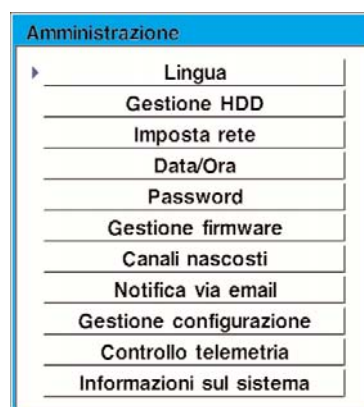 Amministrazione
Lingua
Gestione HDD
Imposta rete
Data/Ora
Password
Gestione firmware
Canali nascosti
Notifica via email
Gestione configurazione
Controllo telemetria
Informazioni sul sistema